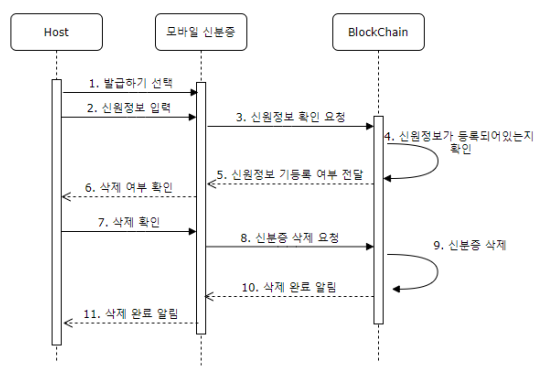 Host
모바일 신분증
BlockChain
1. 발급하기 선택
2. 신원정보 입력
3. 신원정보 확인 요청
4. 신원정보가 등록되어있는지
확인
5. 신원정보 기등록 여부 전달
6. 삭제 여부 확인
7. 삭제 확인
8. 신분증 삭제 요청
9. 신분증 삭제
10. 삭제 완료 알림
11. 삭제 완료 알림